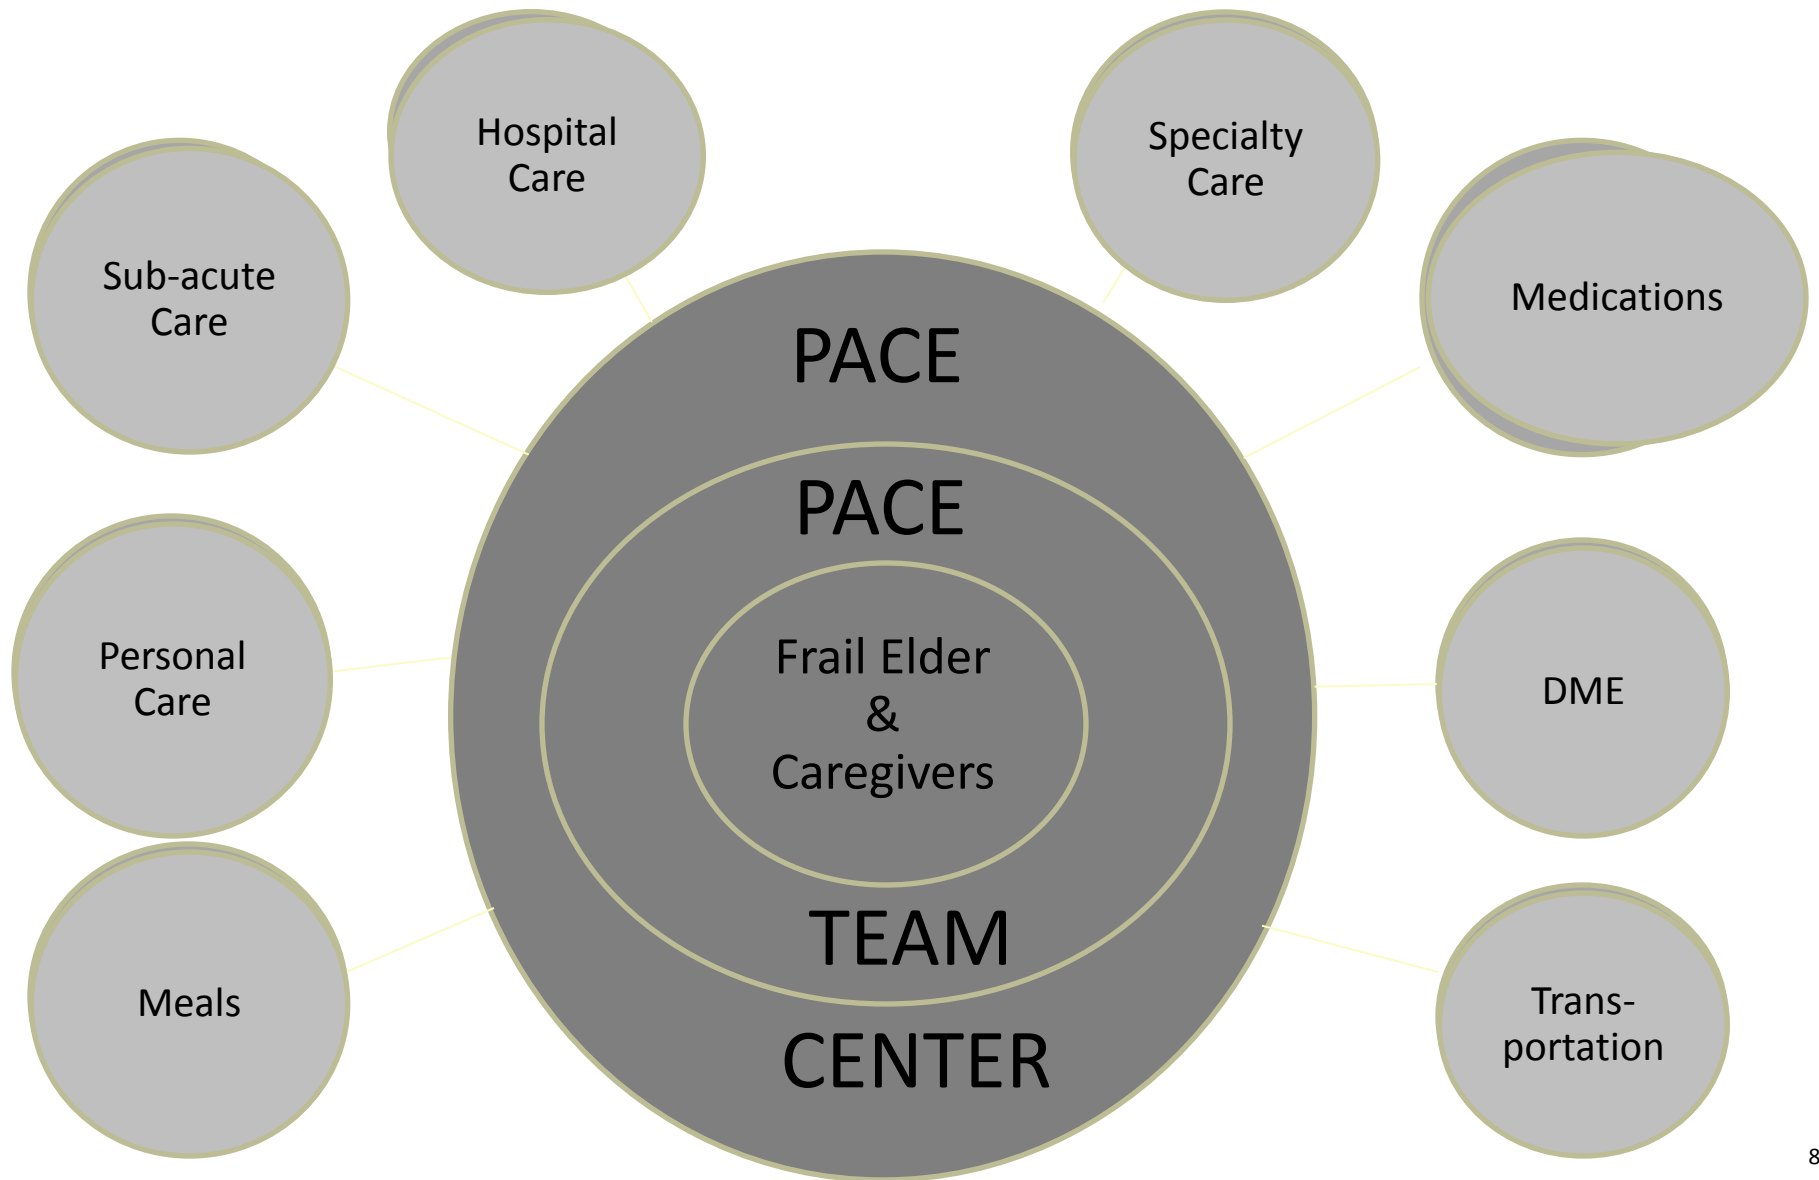 Hospital
Care
Specialty
Care
Sub-acute
Care
Medications
PACE
PACE
Frail Elder
&
Caregivers
Personal
Care
DME
TEAM
Meals
Trans-
portation
CENTER
8